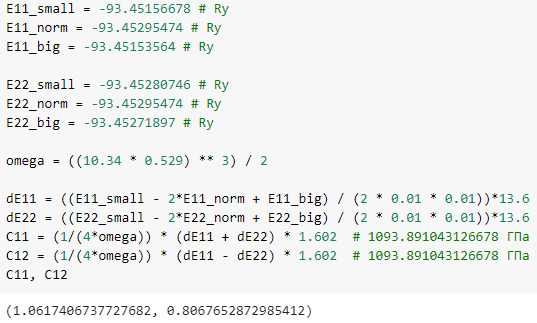 E11_small = -93.45156678 # Ry
E11_norm = -93.45295474 # Ry
E11_big = -93.45153564 # Ry
E22_small = -93.45280746 # Ry
E22_norm = -93.45295474 # Ry
E22_big = -93.45271897 # Ry
omega = ((10.34 * 0.529) ** 3) / 2
dE11 = ((E11_small - 2*E11_norm + E11_big) / (2 * 0.01 * 0.01))*13.6
dE22 = ((E22_small - 2*E22_norm + E22_big) / (2 * 0.01 * 0.01))*13.6
C11 = (1/(4*omega)) * (dE11 + dE22) * 1.602  # 1093.891043126678 ГПа
C12 = (1/(4*omega)) * (dE11 - dE22) * 1.602  # 1093.891043126678 ГПа
C11, C12
(1.0617406737727682, 0.8067652872985412)